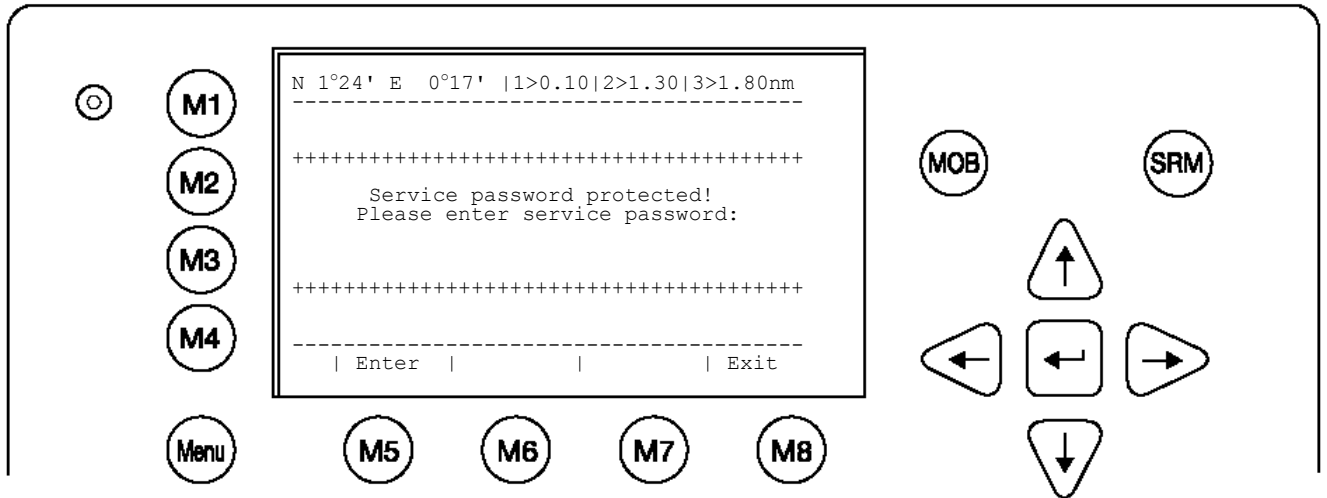 N 1°24' E 0°17' |1>0.10|2>1.30|3>1.80nm
----------------------------------------
++++++++++++++++++++++++++++++++++++++++
Service password protected!
Please enter service password:
++++++++++++++++++++++++++++++++++++++++
----------------------------------------
| Enter | | | Exit
M1
M2
M3
M4
Menu
M5 M6 M7 M8
MOB SRM